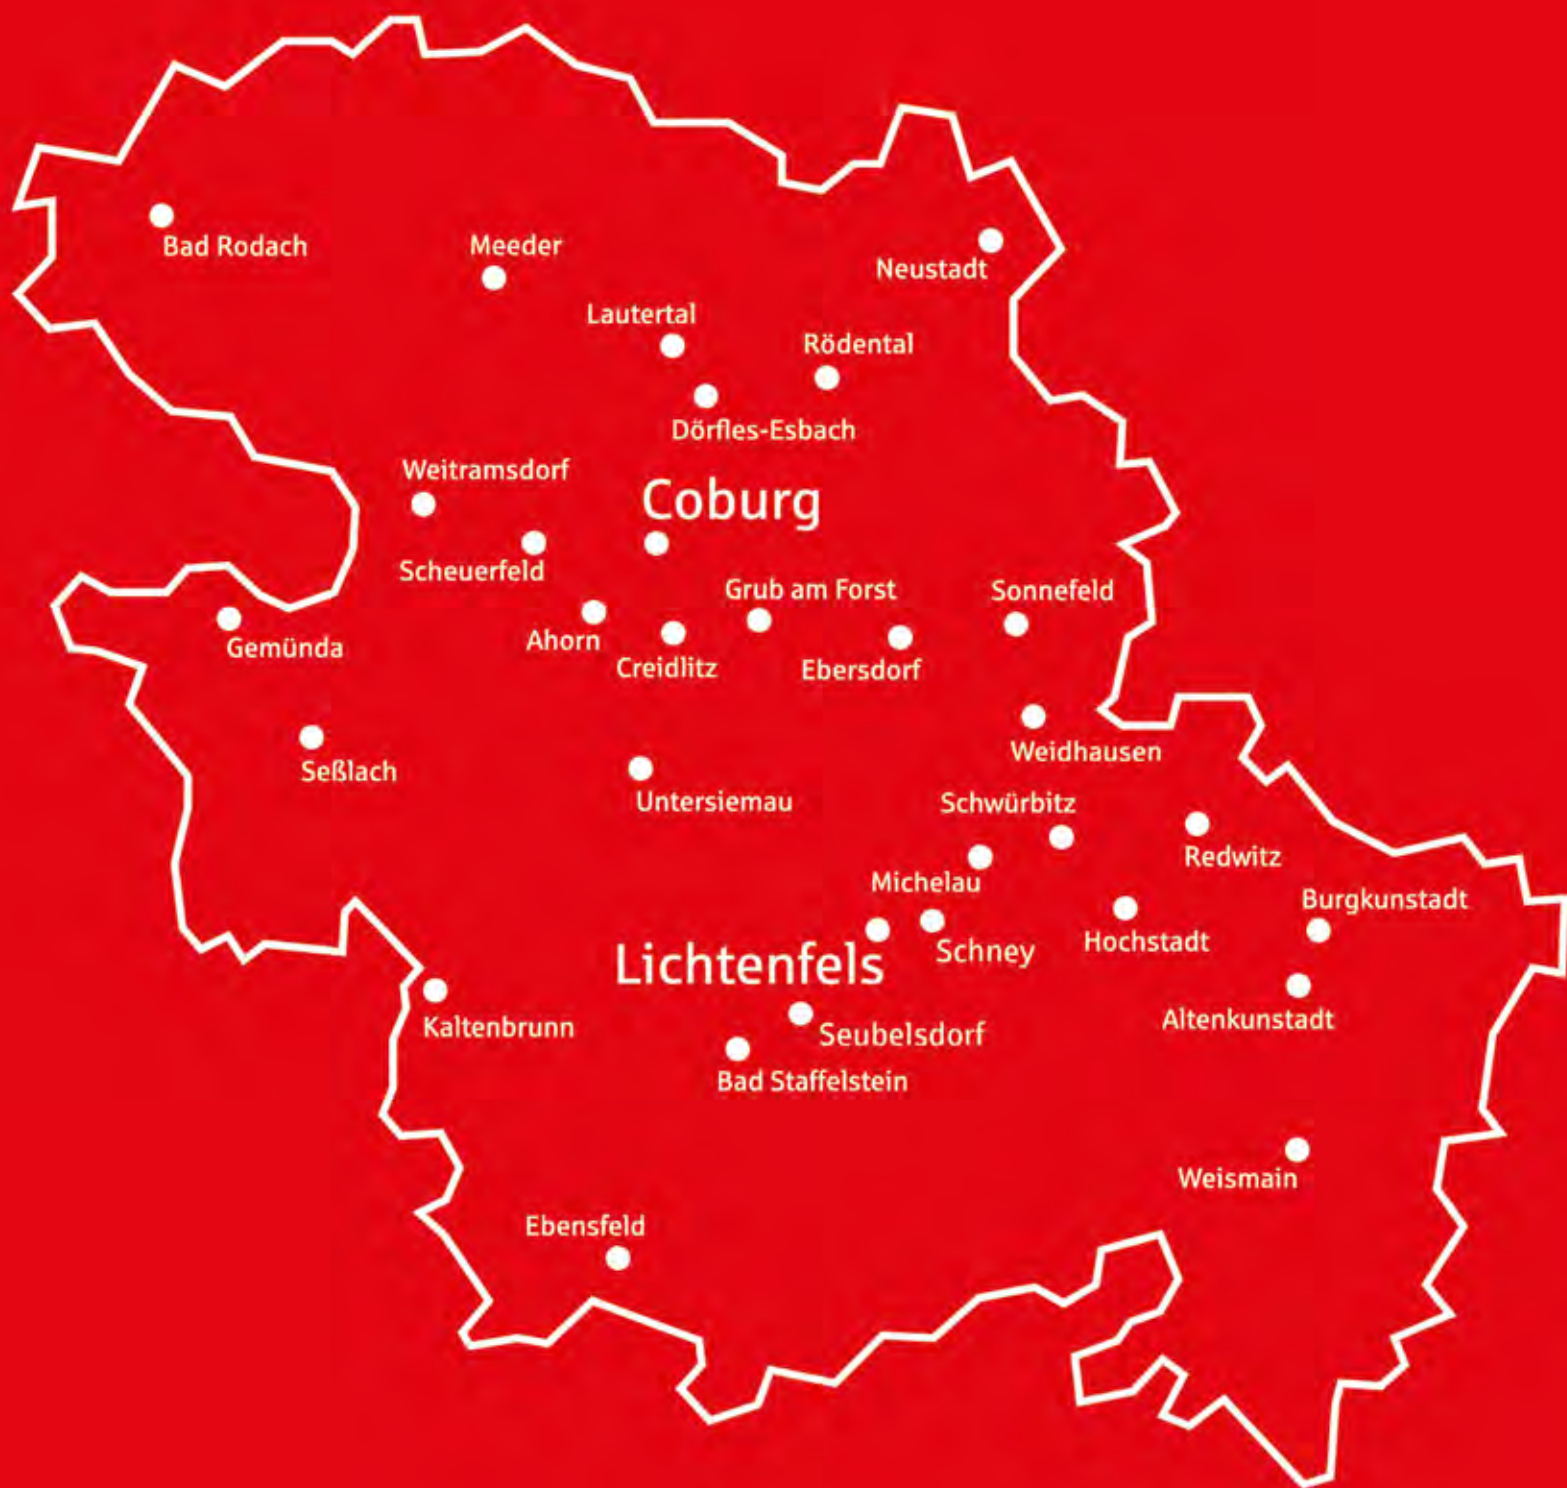 Bad Rodach
Meeder
Neustadt
Lautertal
Rödental
Dörfles-Esbach
Weitramsdorf
Coburg
Scheuerfeld
Grub am Forst
Sonnefeld
Gemünda
Ahorn
Creidlitz
Ebersdorf
Weidhausen
Seßlach
Untersiemau
Schwürbitz
Redwitz
Michelau
Burgkunstadt
Hochstadt
Schney
Lichtenfels
Altenkunstadt
Kaltenbrunn
Seubelsdorf
Bad Staffelstein
Weismain
Ebensfeld